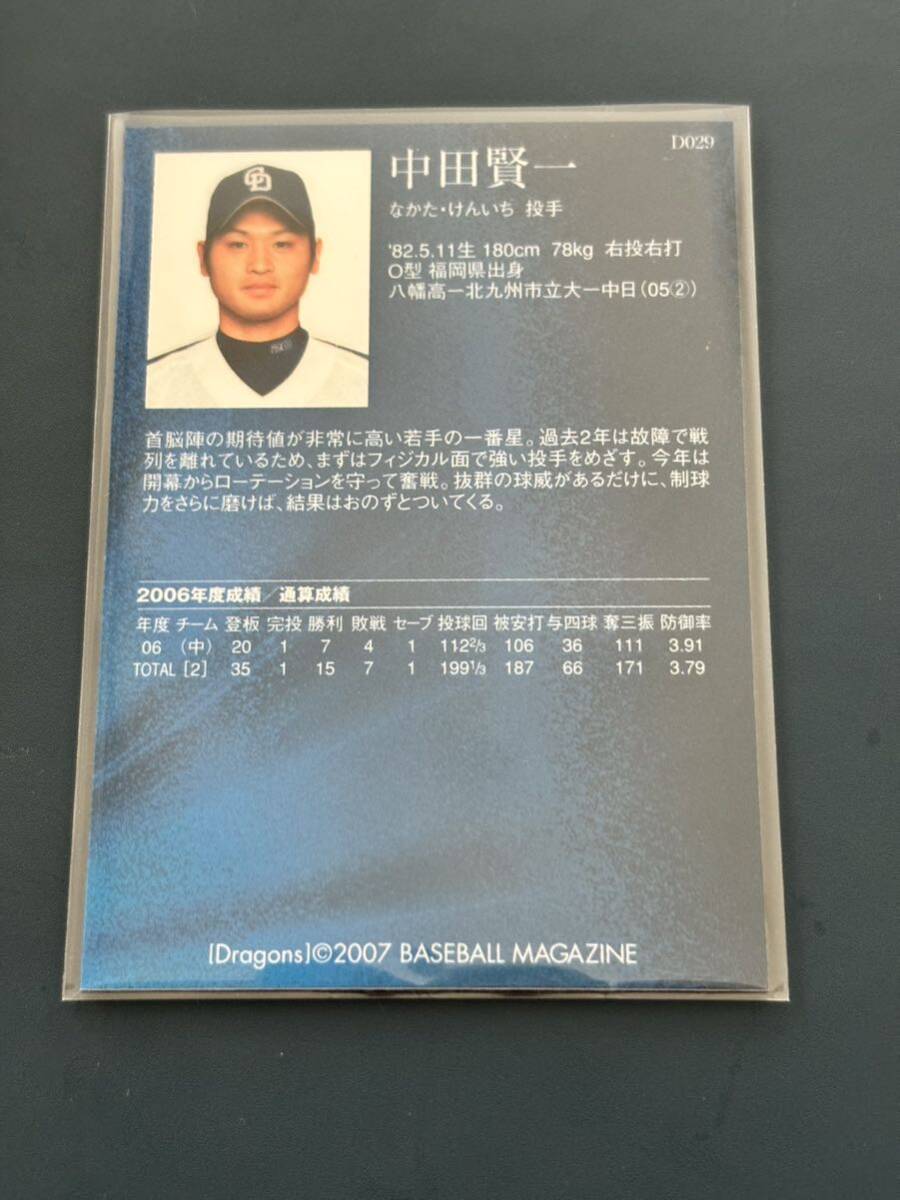 D029
中田賢一
なかた・けんいち 投手
'82.5.11生 180cm 78kg 右投右打
O型 福岡県出身
八幡高ー北九州市立大ー中日(05②)
首脳陣の期待値が非常に高い若手の一番星。過去2年は故障で戦
列を離れているため、まずはフィジカル面で強い投手をめざす。今年は
開幕からローテーションを守って奮戦。抜群の球威があるだけに、制球
力をさらに磨けば、結果はおのずとついてくる。
2006年度成績/通算成績
年度 チーム 登板 完投 勝利 敗戦 セーブ 投球回 被安打 与四球 奪三振 防御率
06 (中) 20 1 7 4 1 112 2/3 106 36 111 3.91
TOTAL [2] 35 1 15 7 1 199 1/3 187 66 171 3.79
[Dragons]©2007 BASEBALL MAGAZINE